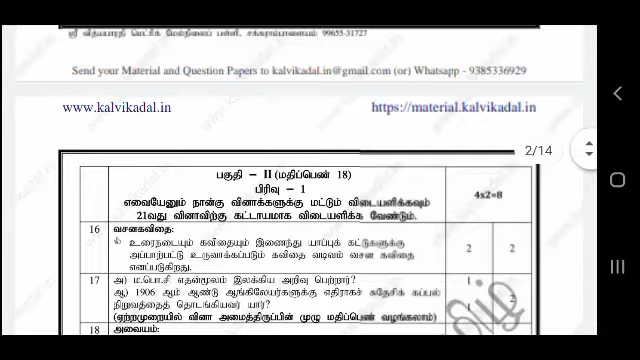 ஸ்ரீ வித்யபாரதி மெட்ரிக் மேல்நிலைப் பள்ளி, சக்கராம்பாளையம் 99655-31727
Send your Material and Question Papers to kalvikadal.in@gmail.com (or) Whatsapp - 9385336929
www.kalvikadal.in https://material.kalvikadal.in
2/14
பகுதி – II (மதிப்பெண் 18)
பிரிவு – 1
எவையேனும் நான்கு வினாக்களுக்கு மட்டும் விடையளிக்கவும்
21வது வினாவிற்கு கட்டாயமாக விடையளிக்க வேண்டும். 4x2=8
16 வசனகவிதை:
உரைநடையும் கவிதையும் இணைந்து யாப்புக் கட்டுகளுக்கு
அப்பாற்பட்டு உருவாக்கப்படும் கவிதை வடிவம் வசன கவிதை 2 2
எனப்படுகிறது.
17 அ) ம.பொ.சி எதன்மூலம் இலக்கிய அறிவு பெற்றார்? 1
ஆ) 1906 ஆம் ஆண்டு ஆங்கிலேயர்களுக்கு எதிராகச் சுதேசிக் கப்பல் 2
நிறுவத்தைத் தொடங்கியவர் யார்? 1
(ஏற்றமுறையில் வினா அமைத்திருப்பின் முழு மதிப்பெண் வழங்கலாம்)
18 அவையம்: